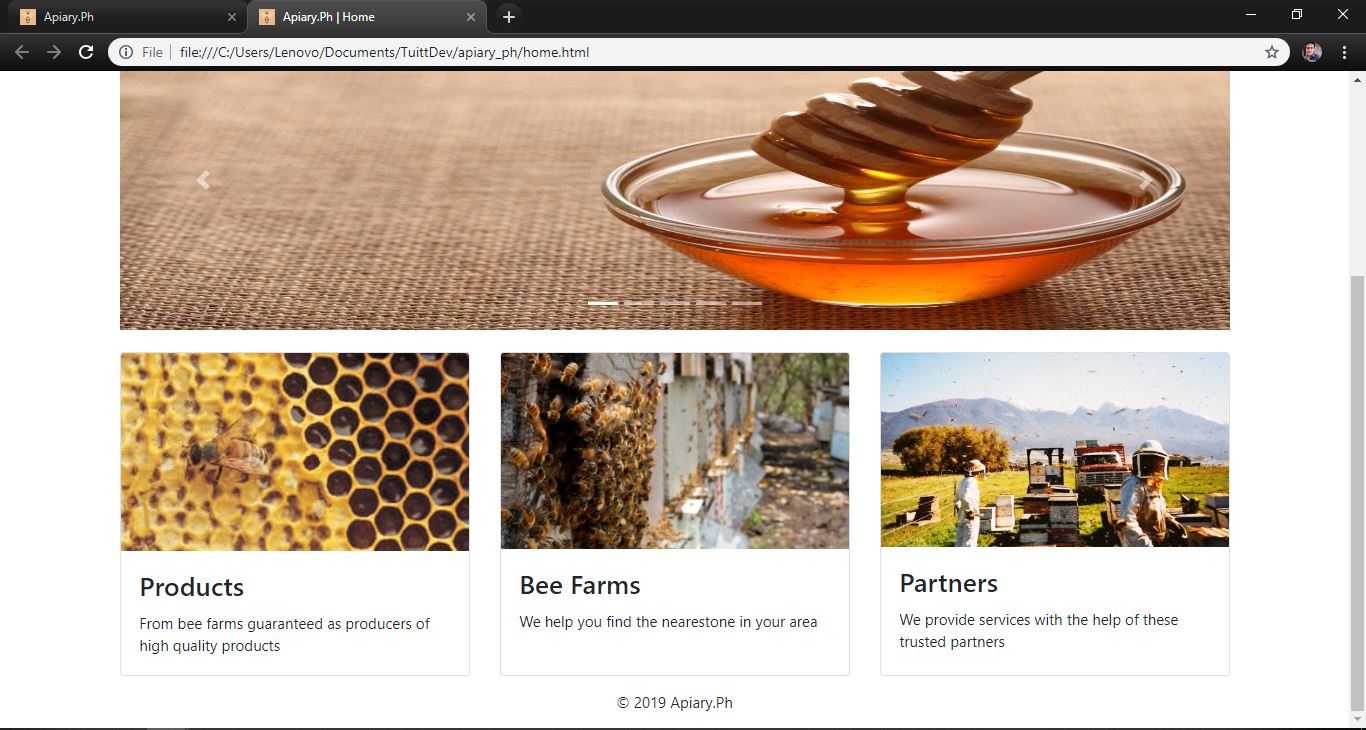 Apiary.Ph
Apiary.Ph | Home
File
file:///C:/Users/Lenovo/Documents/TuittDev/apiary_ph/home.html
Products
From bee farms guaranteed as producers of
high quality products
Bee Farms
We help you find the nearestone in your area
Partners
We provide services with the help of these
trusted partners
© 2019 Apiary.Ph